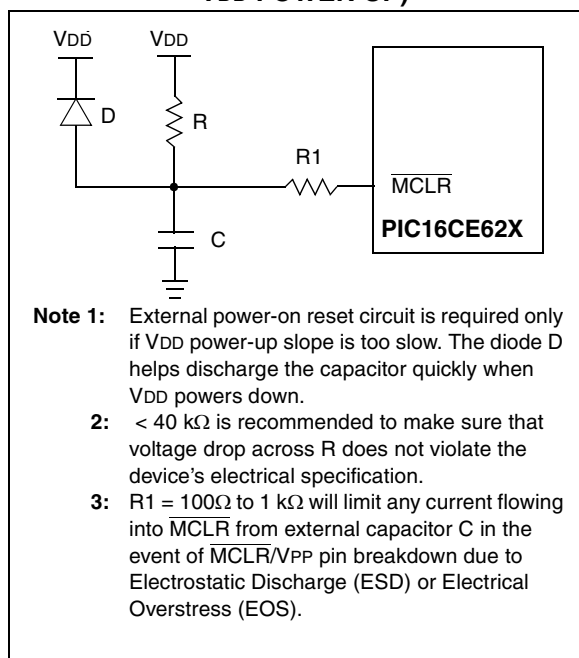 VDD VDD
D
R
R1
MCLR
PIC16CE62X
C
Note 1: External power-on reset circuit is required only
if VDD power-up slope is too slow. The diode D
helps discharge the capacitor quickly when
VDD powers down.
2: < 40 kΩ is recommended to make sure that
voltage drop across R does not violate the
device's electrical specification.
3: R1 = 100Ω to 1 kΩ will limit any current flowing
into MCLR from external capacitor C in the
event of MCLR/VPP pin breakdown due to
Electrostatic Discharge (ESD) or Electrical
Overstress (EOS).